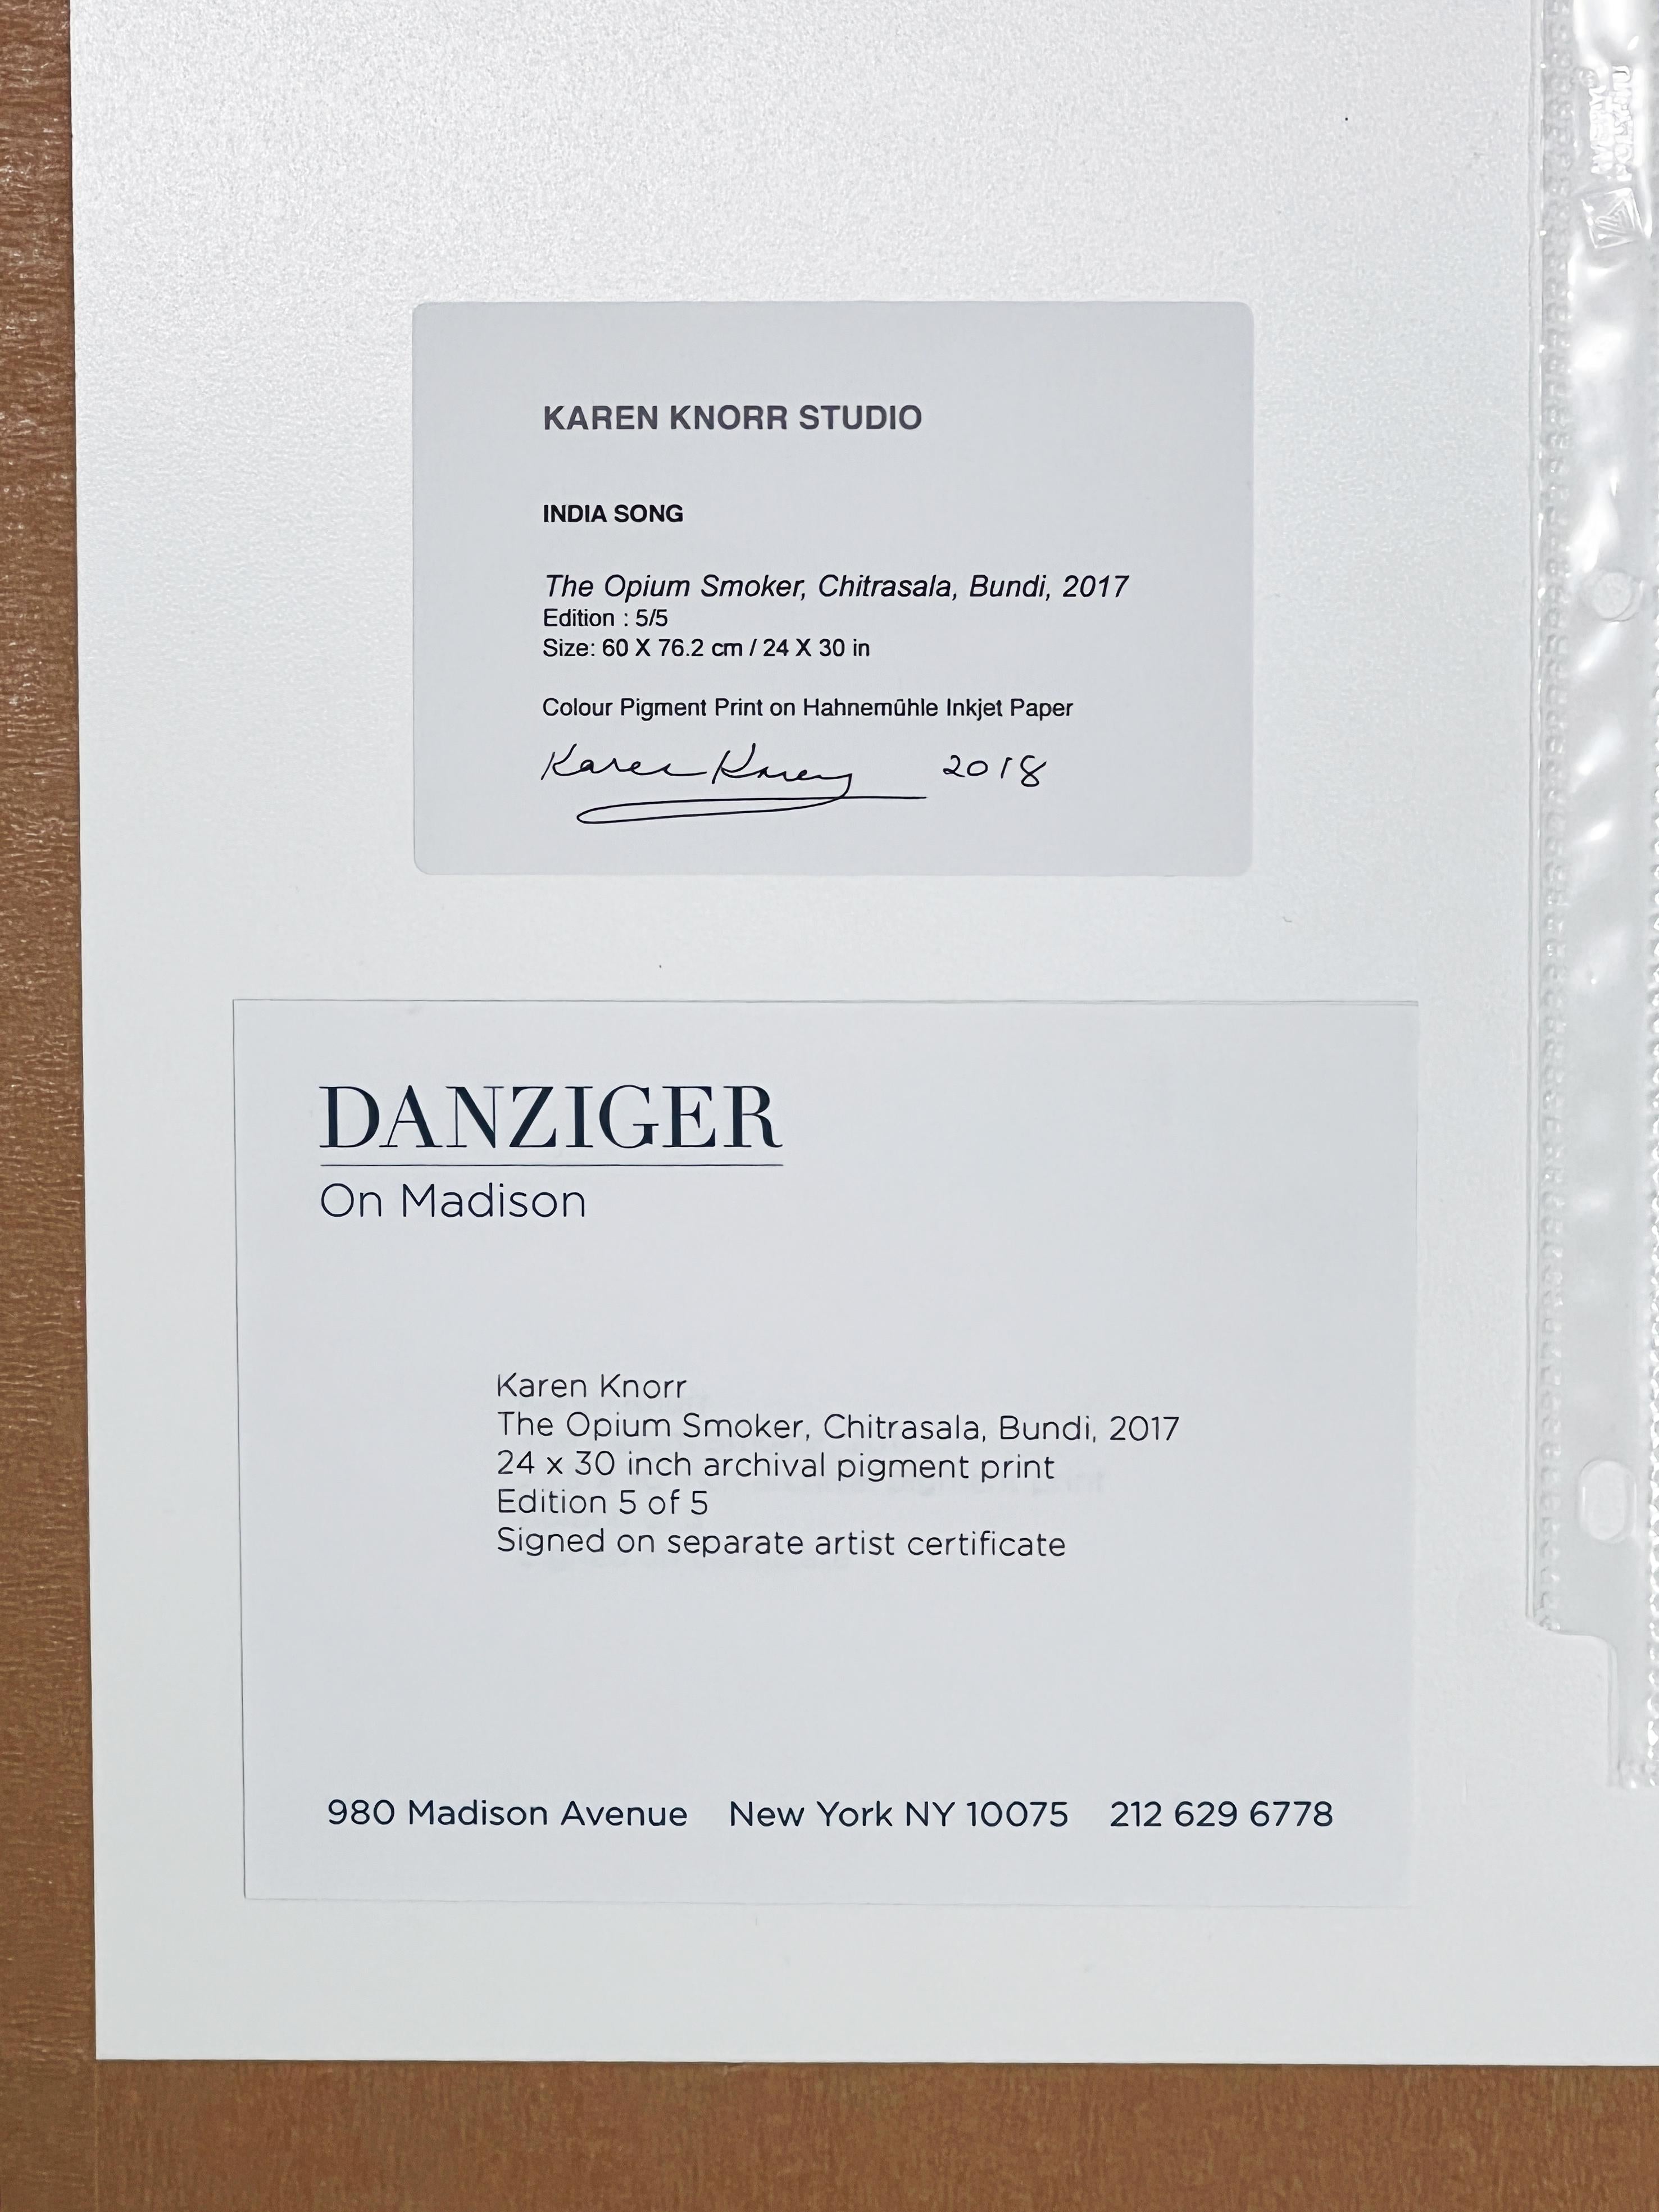 KAREN KNORR STUDIO
INDIA SONG
The Opium Smoker, Chitrasala, Bundi, 2017
Edition : 5/5
Size: 60 X 76.2 cm / 24 X 30 in
Colour Pigment Print on Hahnemühle Inkjet Paper
Karen Knorr 2018
DANZIGER
On Madison
Karen Knorr
The Opium Smoker, Chitrasala, Bundi, 2017
24 x 30 inch archival pigment print
Edition 5 of 5
Signed on separate artist certificate
980 Madison Avenue New York NY 10075 212 629 6778